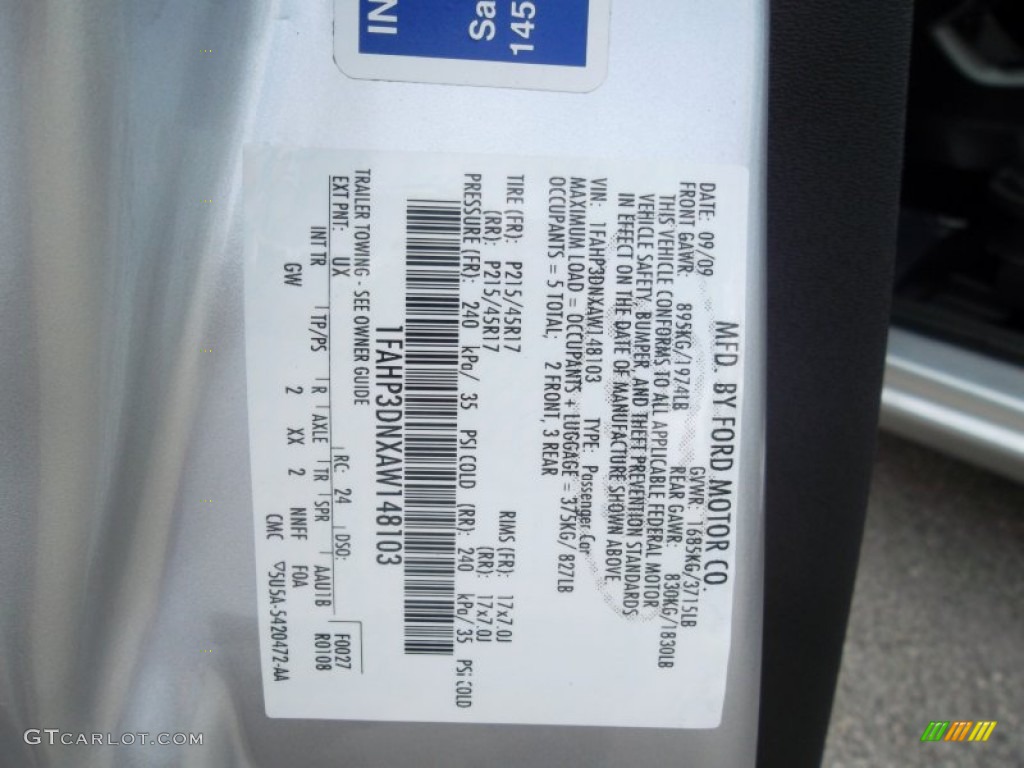 IN
Sa
145
MFD. BY FORD MOTOR CO.
DATE: 09/09 GVWR: 1685KG/3715LB
FRONT GAWR: 895KG/1974LB REAR GAWR: 830KG/1830LB
THIS VEHICLE CONFORMS TO ALL APPLICABLE FEDERAL MOTOR
VEHICLE SAFETY, BUMPER, AND THEFT PREVENTION STANDARDS
IN EFFECT ON THE DATE OF MANUFACTURE SHOWN ABOVE.
VIN: 1FAHP3DNXAW148103 TYPE: Passenger Car
MAXIMUM LOAD = OCCUPANTS + LUGGAGE = 375KG/ 827LB
OCCUPANTS = 5 TOTAL; 2 FRONT, 3 REAR
TIRE (FR): P215/45R17 RIMS (FR): 17x7.0J
(RR): P215/45R17 (RR): 17x7.0J
PRESSURE (FR): 240 kPa/ 35 PSI COLD (RR): 240 kPa/ 35 PSI COLD
1FAHP3DNXAW148103
TRAILER TOWING - SEE OWNER GUIDE
EXT PNT: UX RC: 24 DSO: F0027
INT TR TP/PS R AXLE TR SPR AAU1B R0108
GW 2 2 XX 2 NNFF FOA
CMC ▽5U5A-5420472-AA
GTCarlot.com